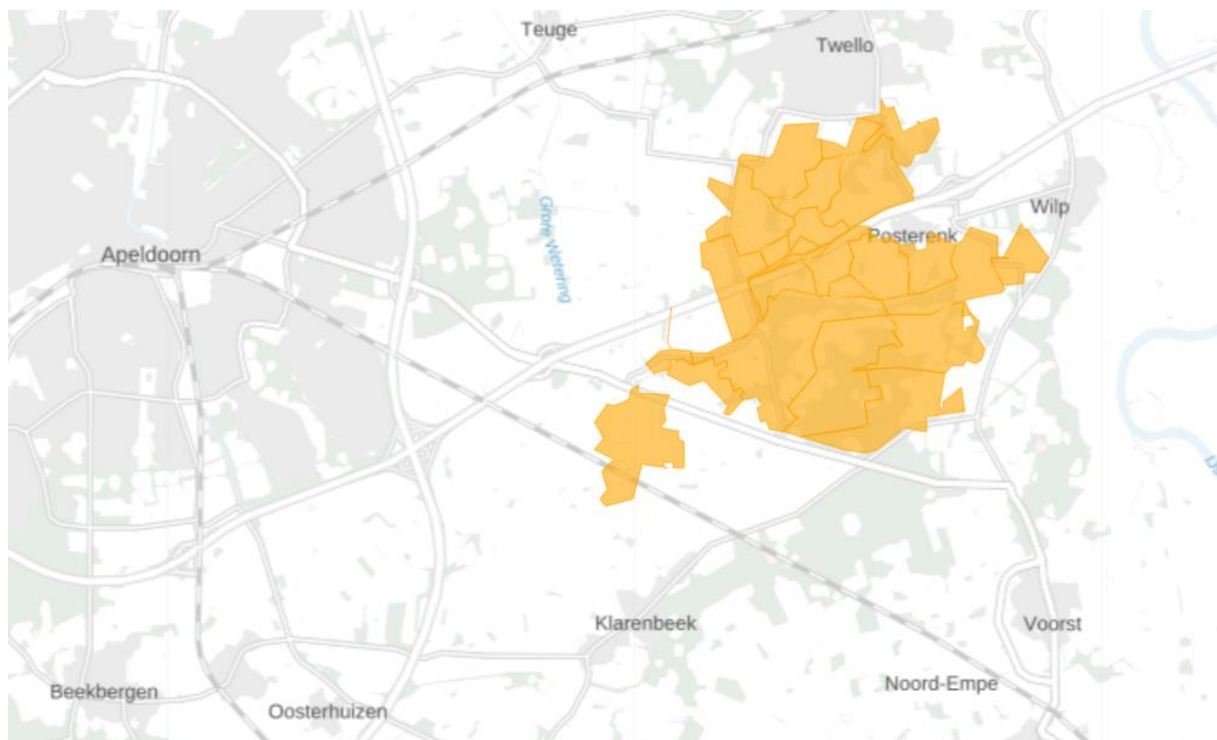 Teuge
Twello
Grote Wetering
Wilp
Posterenk
Apeldoorn
Klarenbeek
Voorst
Noord-Empe
Beekbergen
Oosterhuizen